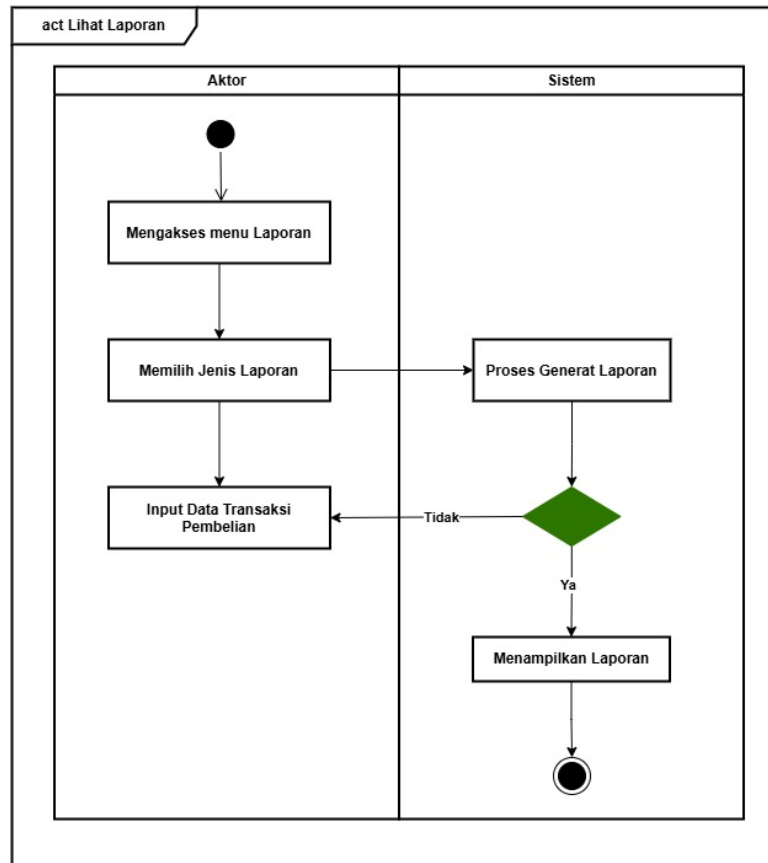 act Lihat Laporan
Aktor
Sistem
Mengakses menu Laporan
Memilih Jenis Laporan
Proses Generat Laporan
Input Data Transaksi
Pembelian
Tidak
Ya
Menampilkan Laporan